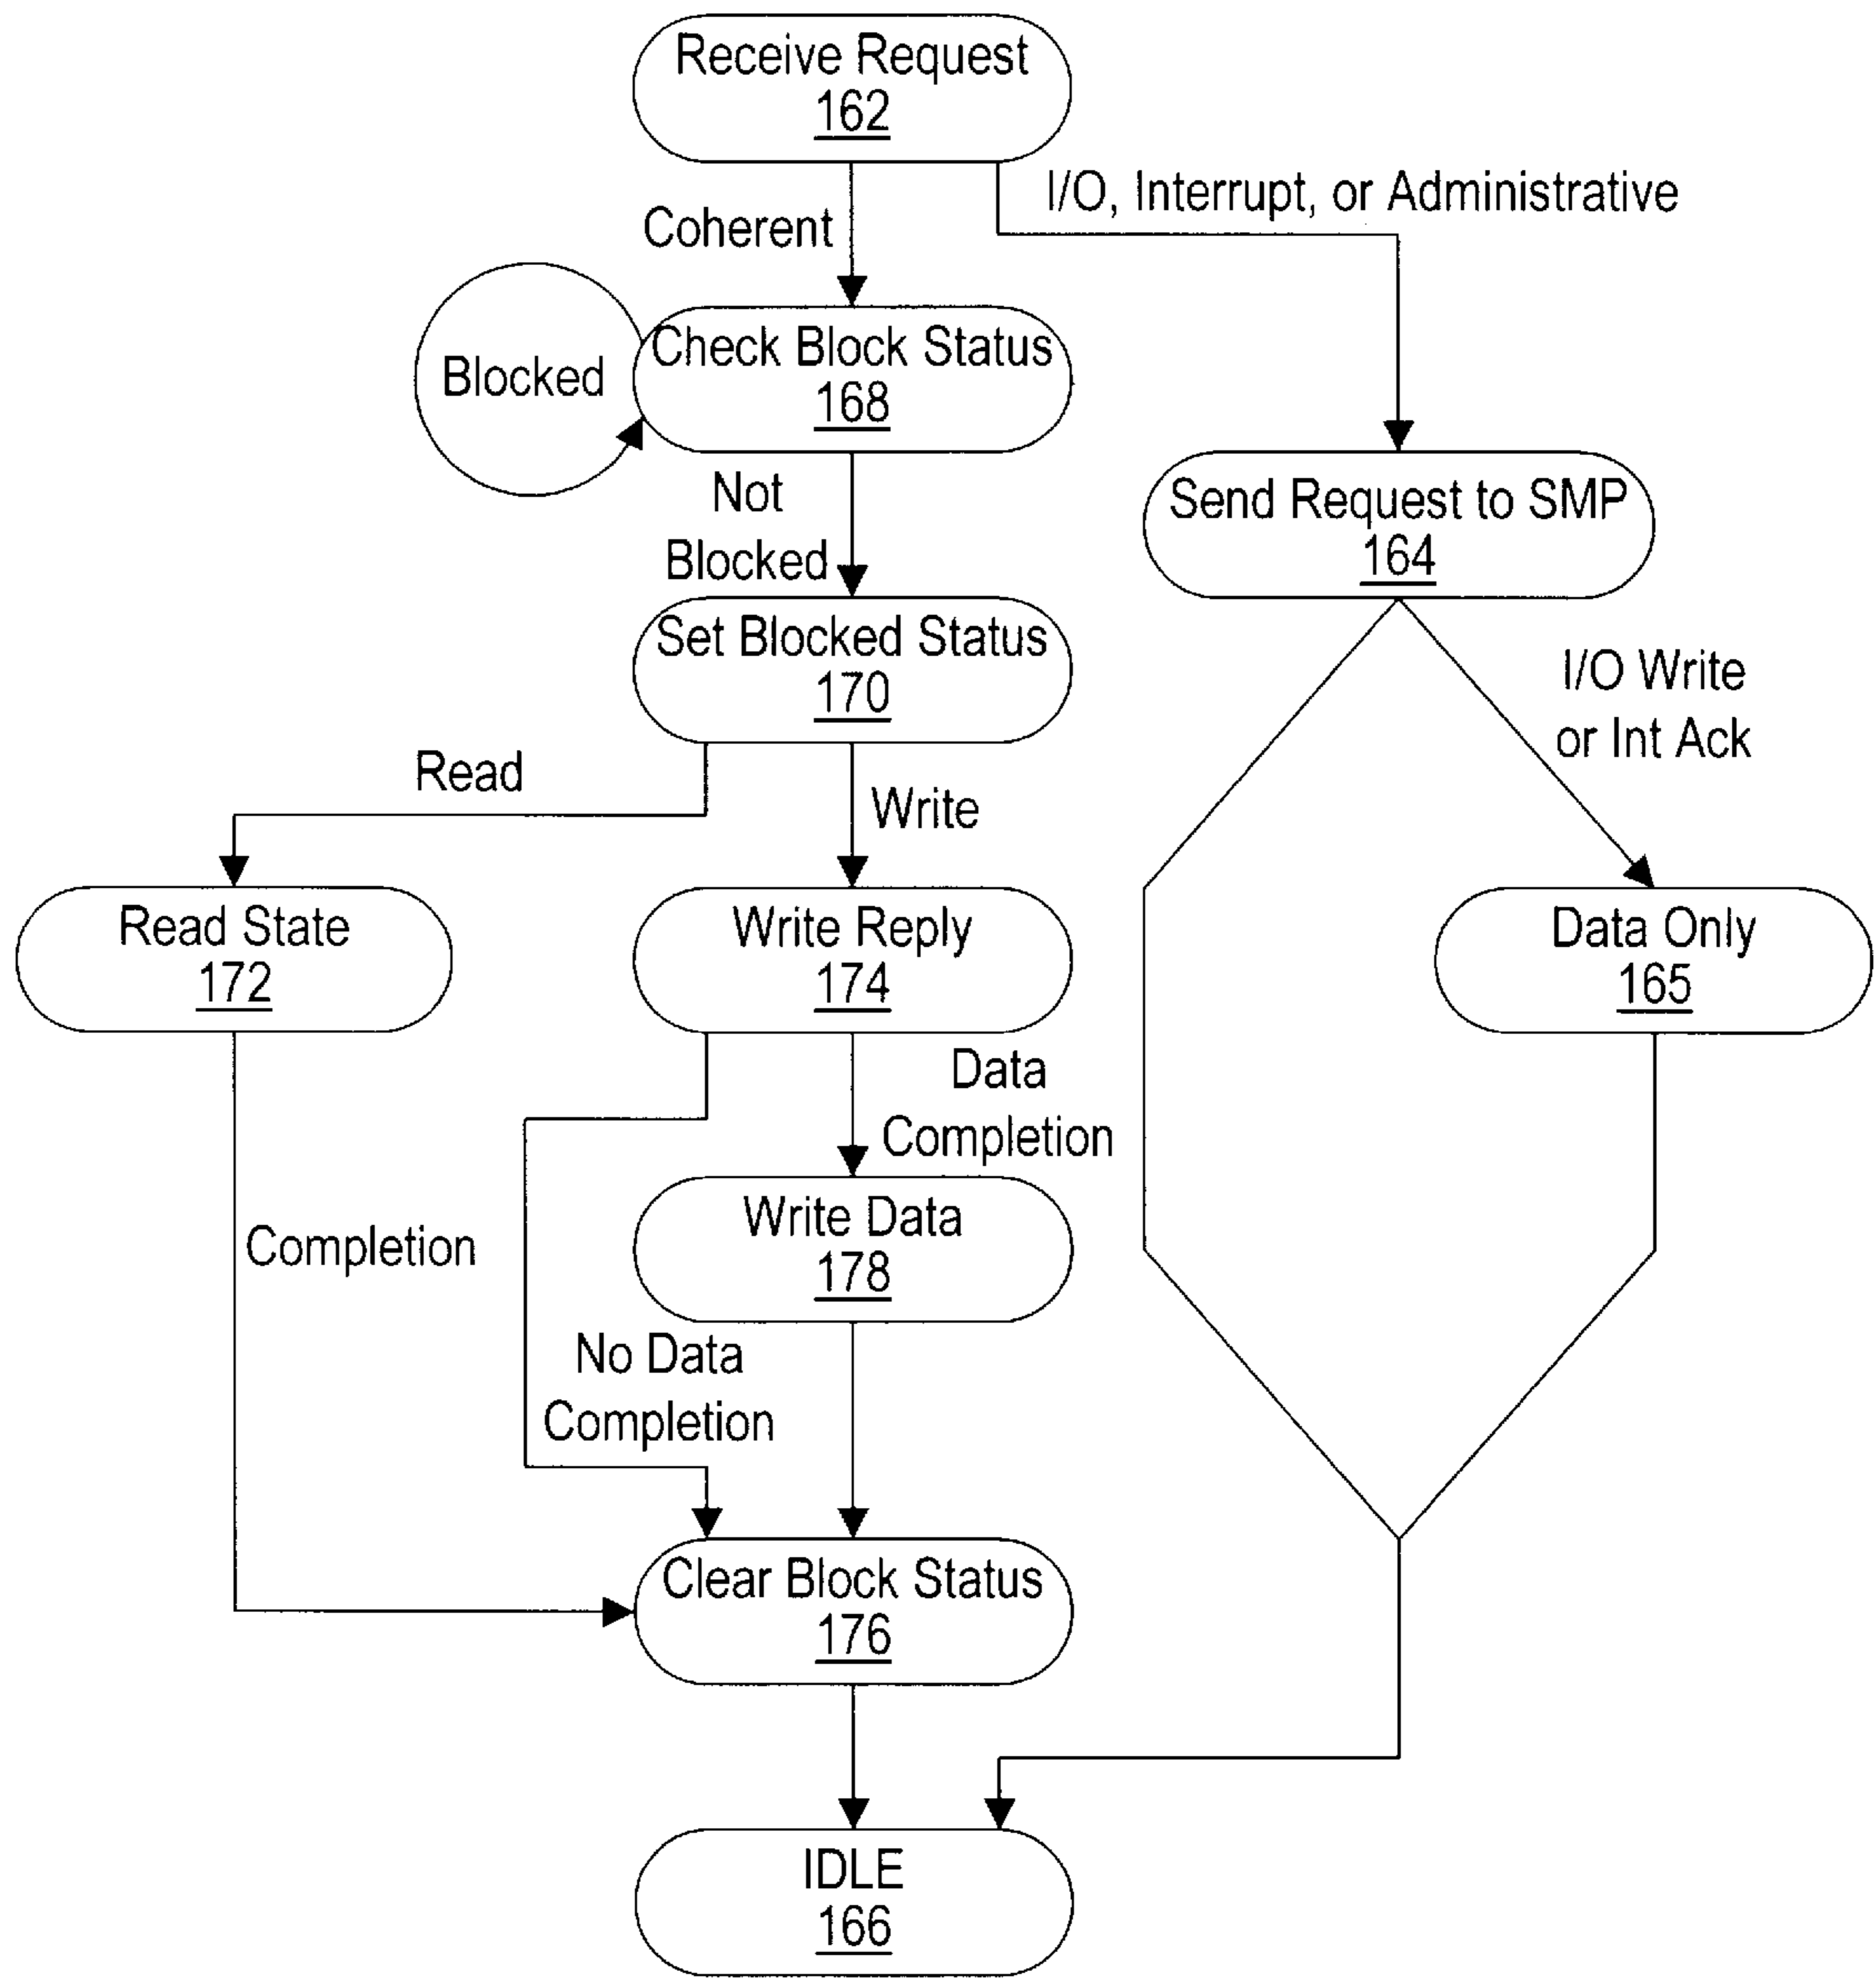 Receive Request
162
I/O, Interrupt, or Administrative
Coherent
Blocked
Check Block Status
168
Not
Blocked
Send Request to SMP
164
Set Blocked Status
170
I/O Write
or Int Ack
Read
Write
Read State
172
Write Reply
174
Data Only
165
Data
Completion
Write Data
178
Completion
No Data
Completion
Clear Block Status
176
IDLE
166